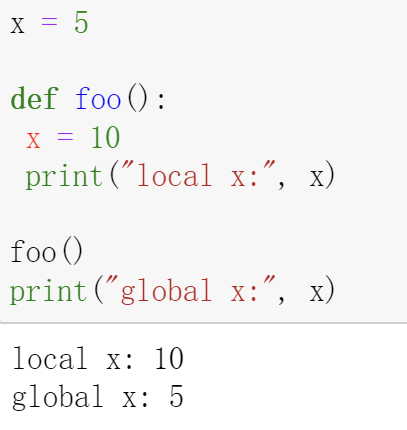 x = 5
def foo():
 x = 10
 print("local x:", x)
foo()
print("global x:", x)
local x: 10
global x: 5